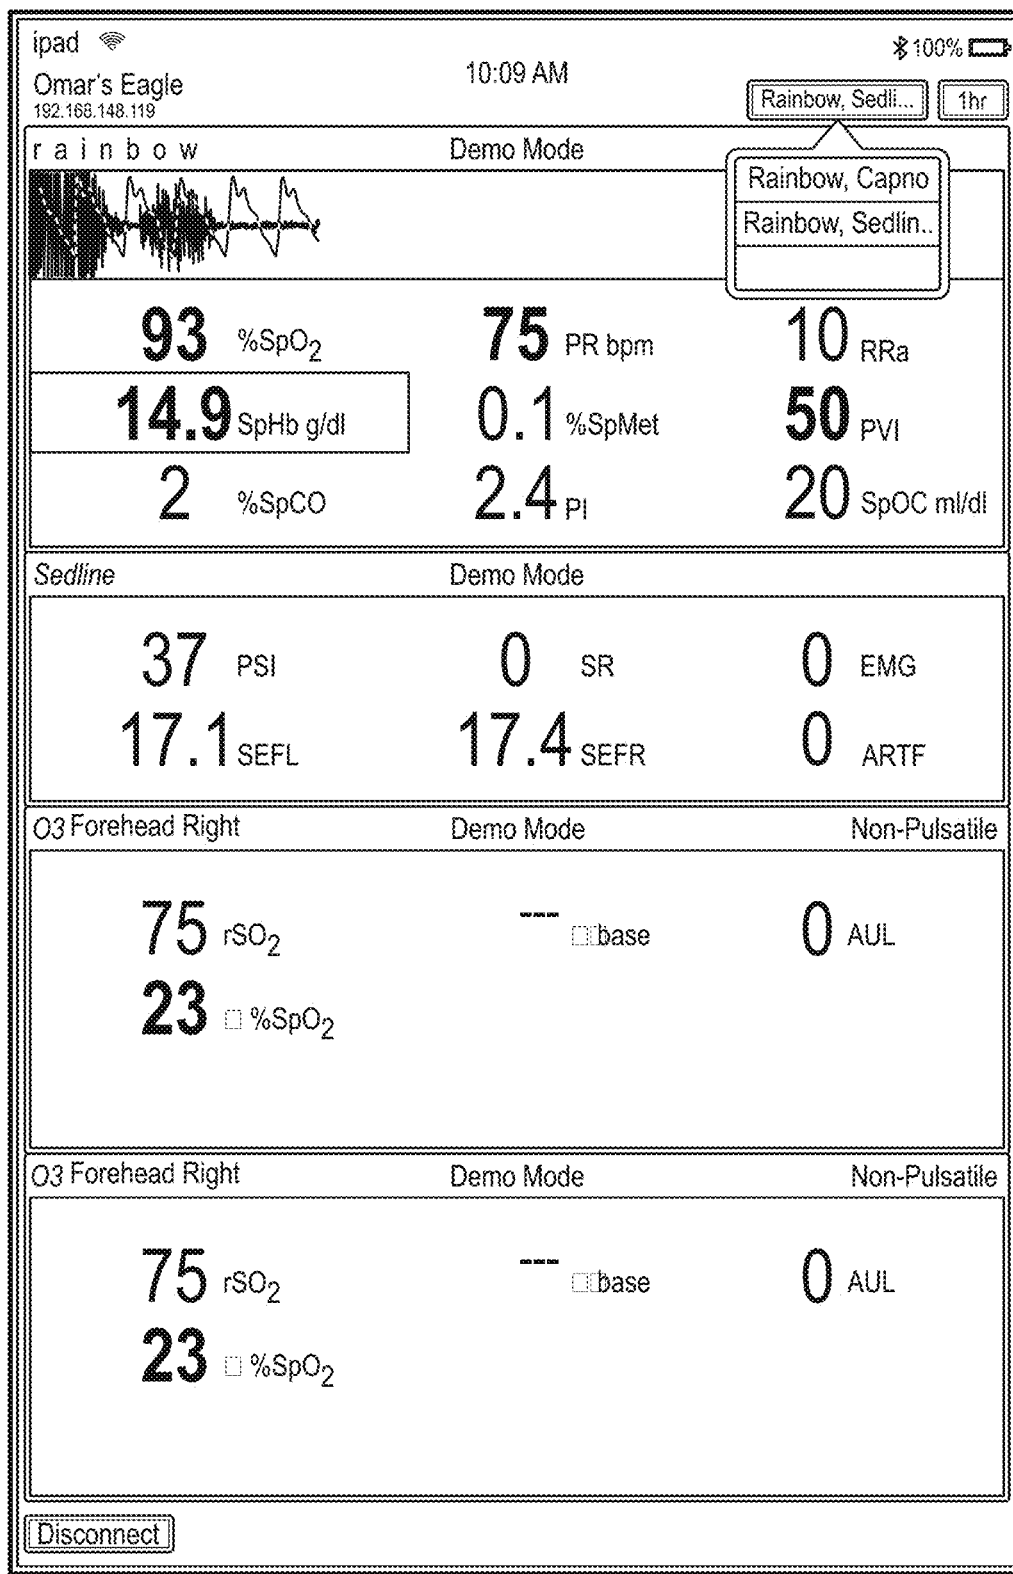 ipad
100%
10:09 AM
Omar's Eagle
192.168.148.119
Rainbow, Sedli... 1hr
rainbow Demo Mode
Rainbow, Capno
Rainbow, Sedlin..
93 %SpO2 75 PR bpm 10 RRa
14.9 SpHb g/dl 0.1 %SpMet 50 PVI
2 %SpCO 2.4 PI 20 SpOC ml/dl
Sedline Demo Mode
37 PSI 0 SR 0 EMG
17.1 SEFL 17.4 SEFR 0 ARTF
O3 Forehead Right Demo Mode Non-Pulsatile
75 rSO2 --- □□base 0 AUL
23 □ %SpO2
O3 Forehead Right Demo Mode Non-Pulsatile
75 rSO2 --- □□base 0 AUL
23 □ %SpO2
Disconnect